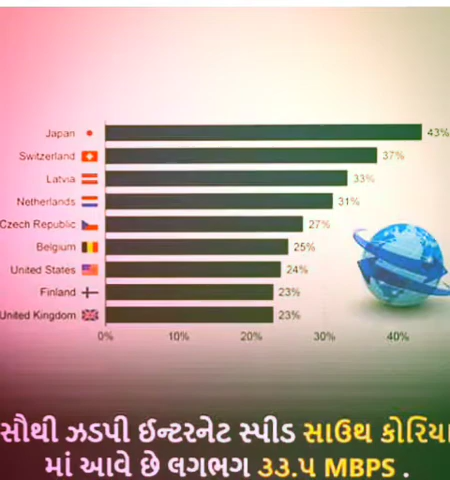 Japan 43%
Switzerland 37%
Latvia 33%
Netherlands 31%
Czech Republic 27%
Belgium 25%
United States 24%
Finland 23%
United Kingdom 23%
0% 10% 20% 30% 40%
સૌથી ઝડપી ઈન્ટરનેટ સ્પીડ સાઉથ કોરિયા
માં આવે છે લગભગ ૩૩.૫ MBPS .